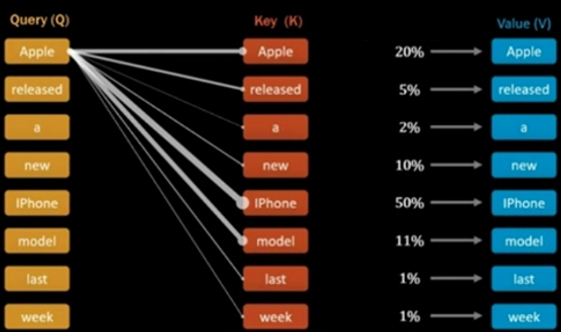 Query (Q) Key (K) Value (V)
Apple Apple 20% Apple
released released 5% released
a a 2% a
new new 10% new
IPhone IPhone 50% IPhone
model model 11% model
last last 1% last
week week 1% week